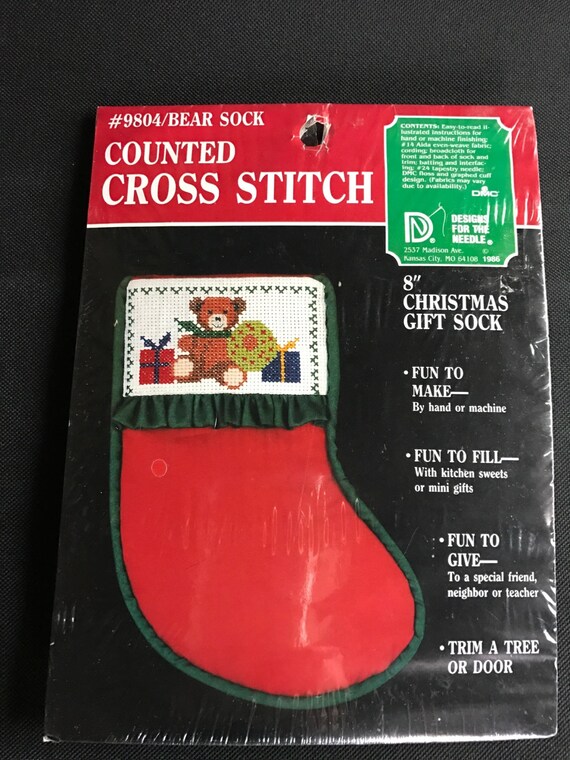 #9804/BEAR SOCK
COUNTED
CROSS STITCH
CONTENTS: Easy-to-read il-
lustrated instructions for
hand or machine finishing;
#14 Aida even-weave fabric;
cording; broadcloth for
front and back of sock and
trim; batting and interfac-
ing; #24 tapestry needle;
DMC floss and graphed cuff
design. (Fabrics may vary
due to availability.)
DMC
DN
DESIGNS
FOR THE
NEEDLE®
2537 Madison Ave. ©
Kansas City, MO 64108 1986
8"
CHRISTMAS
GIFT SOCK
• FUN TO
MAKE—
By hand or machine
• FUN TO FILL—
With kitchen sweets
or mini gifts
• FUN TO
GIVE—
To a special friend,
neighbor or teacher
• TRIM A TREE
OR DOOR